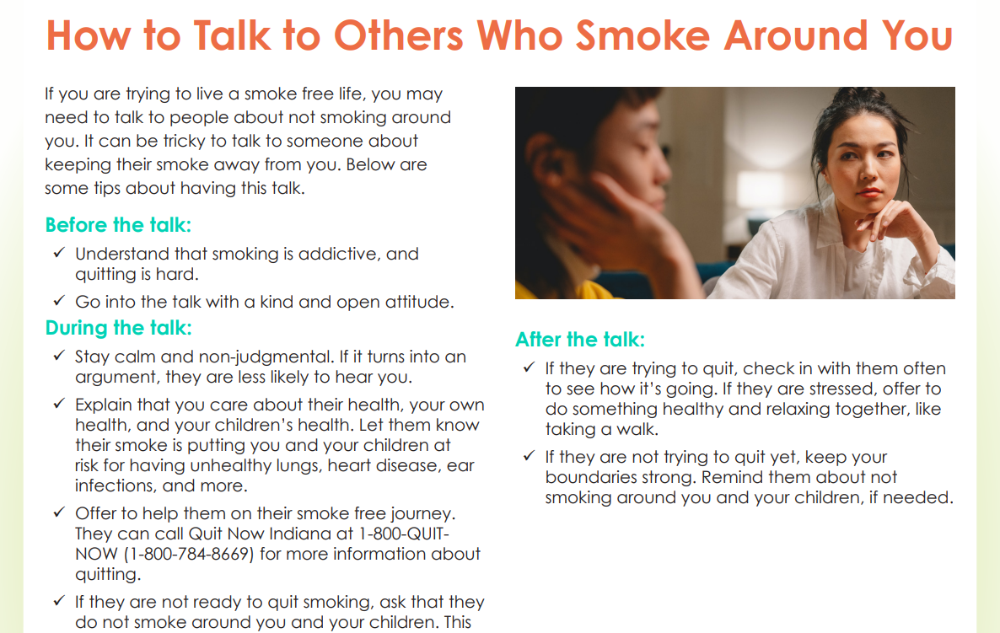 How to Talk to Others Who Smoke Around You
If you are trying to live a smoke free life, you may
need to talk to people about not smoking around
you. It can be tricky to talk to someone about
keeping their smoke away from you. Below are
some tips about having this talk.
Before the talk:
✓ Understand that smoking is addictive, and
quitting is hard.
✓ Go into the talk with a kind and open attitude.
During the talk:
✓ Stay calm and non-judgmental. If it turns into an
argument, they are less likely to hear you.
✓ Explain that you care about their health, your own
health, and your children’s health. Let them know
their smoke is putting you and your children at
risk for having unhealthy lungs, heart disease, ear
infections, and more.
✓ Offer to help them on their smoke free journey.
They can call Quit Now Indiana at 1-800-QUIT-
NOW (1-800-784-8669) for more information about
quitting.
✓ If they are not ready to quit smoking, ask that they
do not smoke around you and your children. This
After the talk:
✓ If they are trying to quit, check in with them often
to see how it’s going. If they are stressed, offer to
do something healthy and relaxing together, like
taking a walk.
✓ If they are not trying to quit yet, keep your
boundaries strong. Remind them about not
smoking around you and your children, if needed.